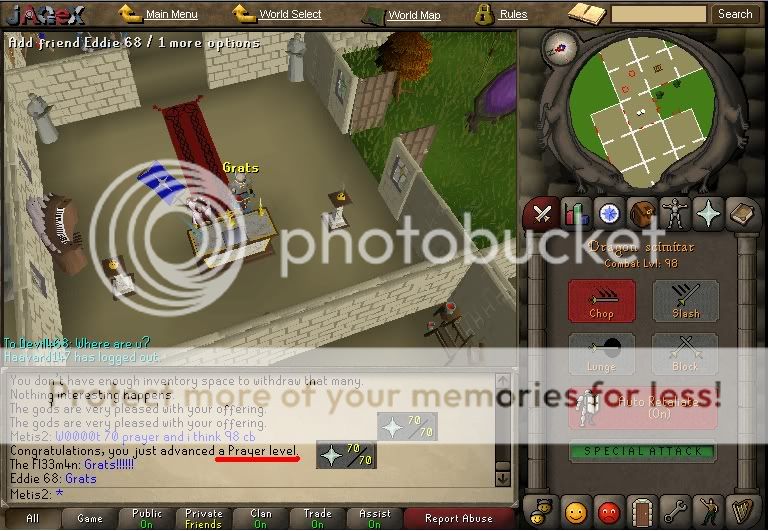 JAGEX
Main Menu
World Select
World Map
Rules
Search
Add friend Eddie 68 / 1 more options
Grats
photobucket
Dragon scimitar
Combat Lvl: 98
Chop
Slash
Lunge
Block
Auto Retaliate
(On)
SPECIAL ATTACK
To Devilk68: Where are u?
Haavard147 has logged out.
Protect more of your memories for less!
You don't have enough inventory space to withdraw that many.
Nothing interesting happens.
The gods are very pleased with your offering.
The gods are very pleased with your offering.
Metis2: W0000t 70 prayer and i think 98 cb
70
/70
Congratulations, you just advanced a Prayer level.
70
/70
The F133m4n: Grats!!!!!!
Eddie 68: Grats
Metis2: *
All
Game
Public
On
Private
Friends
Clan
On
Trade
On
Assist
On
Report Abuse